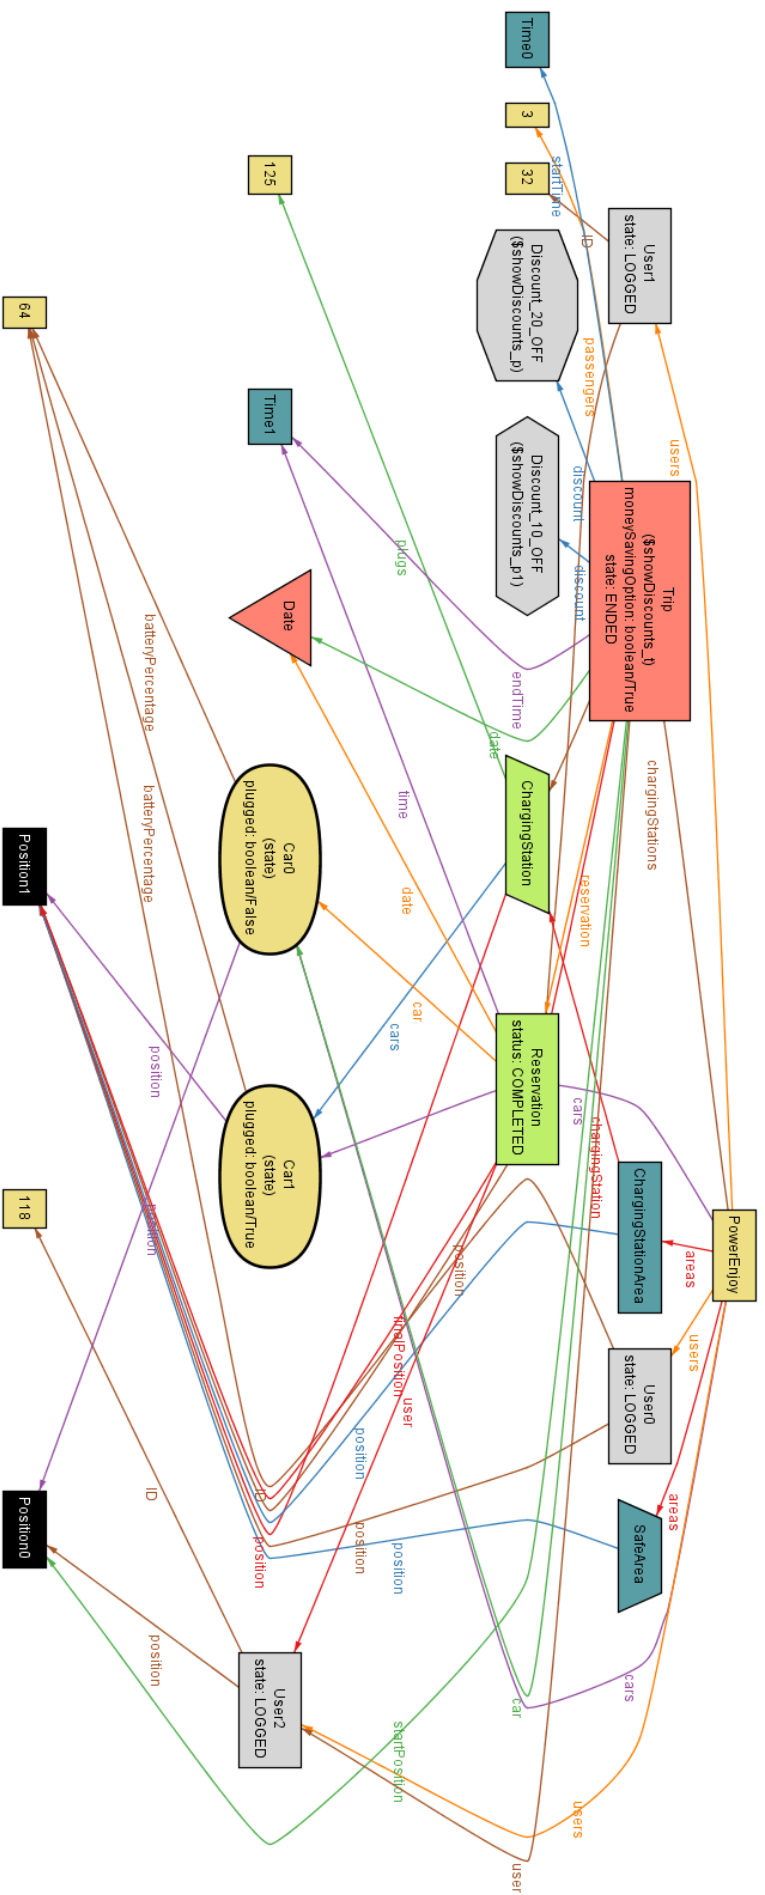 PowerEnjoy
users
chargingStations
areas
users
areas
User1
state: LOGGED
Trip
($showDiscounts_t)
moneySavingOption: boolean/True
state: ENDED
ChargingStationArea
User0
state: LOGGED
SafeArea
startTime
ID
passengers
discount
discount
reservation
cars
chargingStation
cars
users
Time0
3
32
Discount_20_OFF
($showDiscounts_p)
Discount_10_OFF
($showDiscounts_p1)
ChargingStation
Reservation
status: COMPLETED
endTime
date
car
user
plugs
time
date
car
cars
position
finalPosition
user
position
position
position
startPosition
125
Time1
Date
Car0
(state)
plugged: boolean/False
Car1
(state)
plugged: boolean/True
ID
position
User2
state: LOGGED
batteryPercentage
batteryPercentage
position
position
ID
position
64
Position1
118
Position0